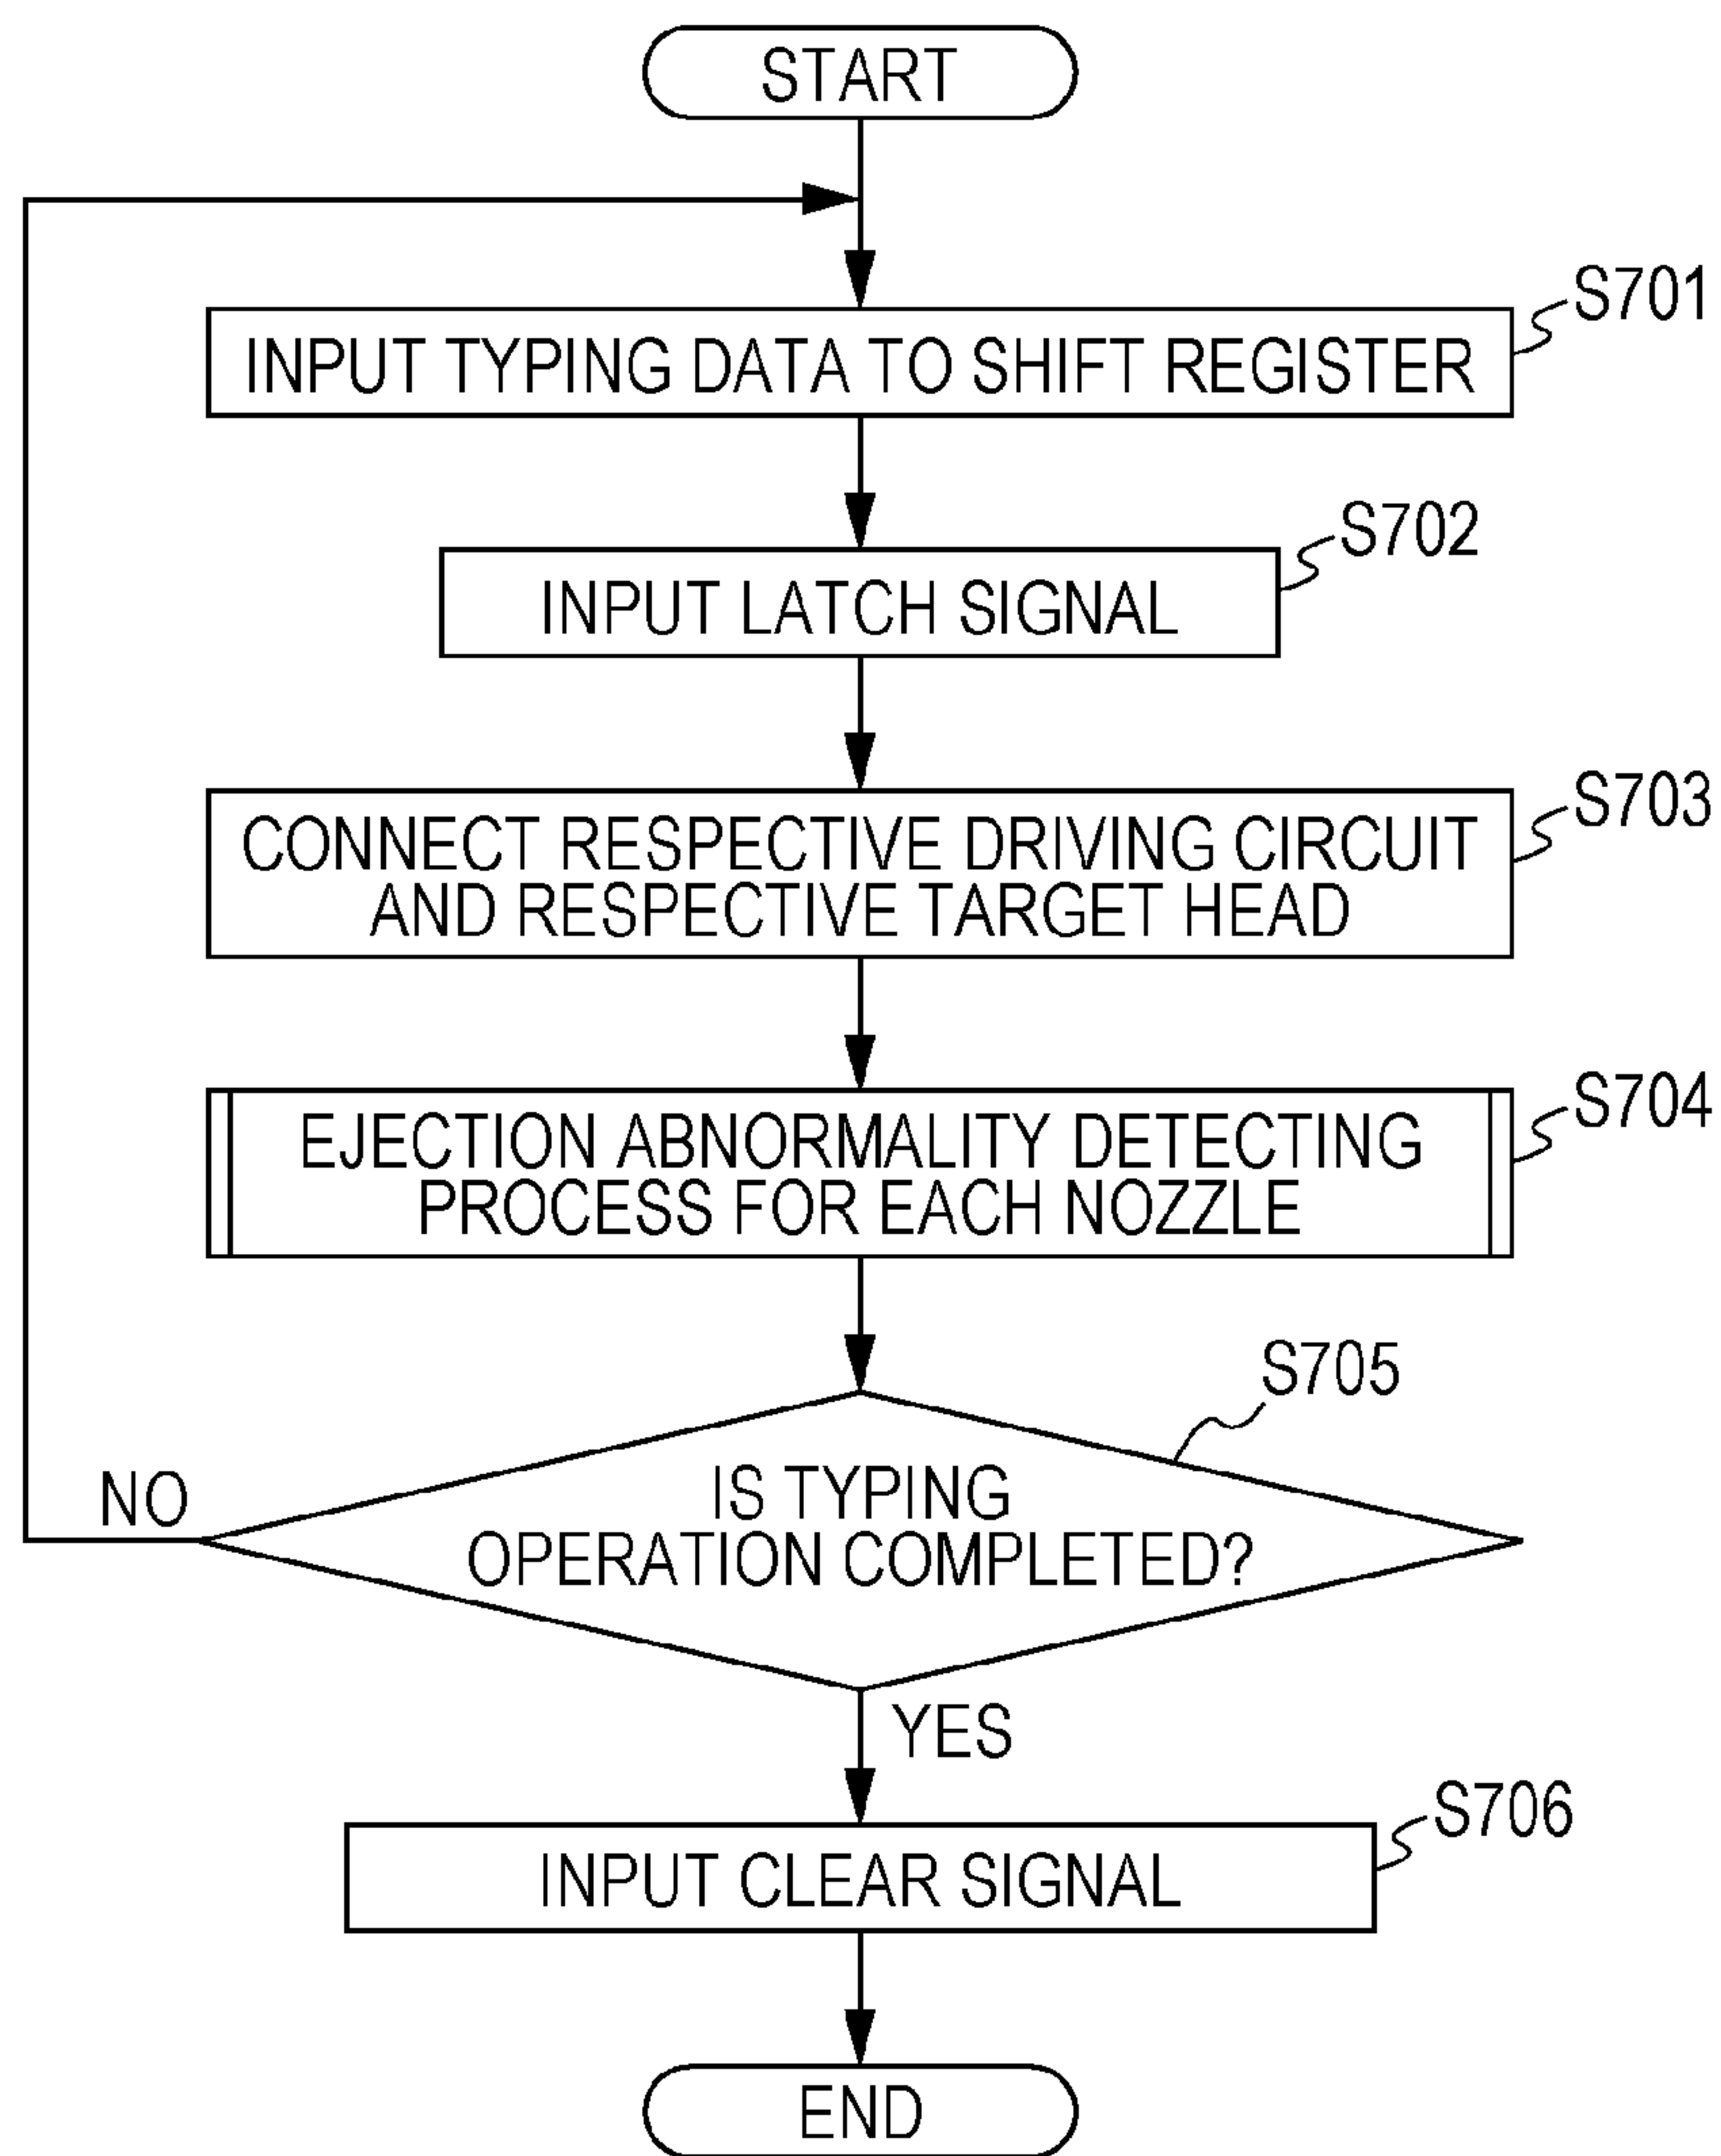 START
S701
INPUT TYPING DATA TO SHIFT REGISTER
S702
INPUT LATCH SIGNAL
S703
CONNECT RESPECTIVE DRIVING CIRCUIT
AND RESPECTIVE TARGET HEAD
S704
EJECTION ABNORMALITY DETECTING
PROCESS FOR EACH NOZZLE
S705
NO
IS TYPING
OPERATION COMPLETED?
YES
S706
INPUT CLEAR SIGNAL
END